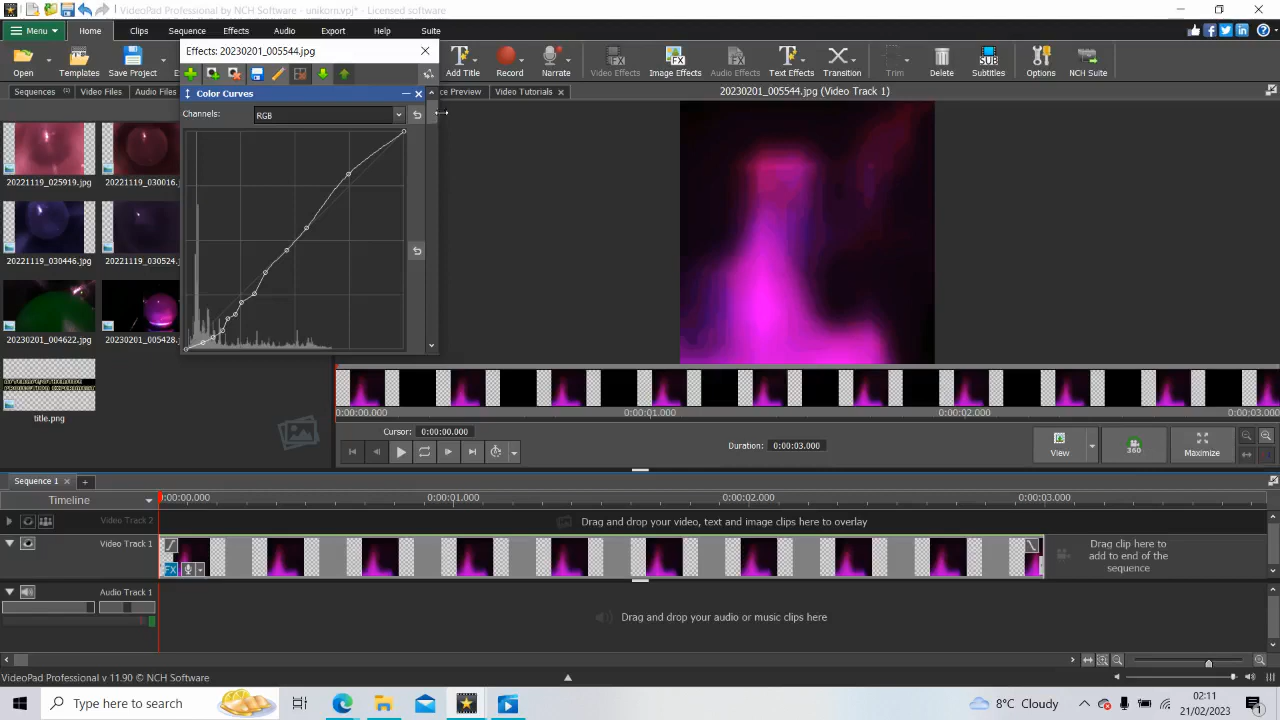 VideoPad Professional by NCH Software - unikorn.vpj* - Licensed software
Menu Home Clips Sequence Effects Audio Export Help Suite
Effects: 20230201_005544.jpg
Open Templates Save Project Add Title Record Narrate Video Effects Image Effects Audio Effects Text Effects Transition Trim Delete Subtitles Options NCH Suite
Sequences (1) Video Files Audio Files
Color Curves
Preview Video Tutorials
20230201_005544.jpg (Video Track 1)
Channels: RGB
20221119_025919.jpg 20221119_030016.j
20221119_030446.jpg 20221119_030524.
20230201_004622.jpg 20230201_005428.
title.png
0:00:00.000 0:00:01.000 0:00:02.000 0:00:03.000
Cursor: 0:00:00.000
Duration: 0:00:03.000
View 360 Maximize
Sequence 1
Timeline
0:00:00.000 0:00:01.000 0:00:02.000 0:00:03.000
Video Track 2
Drag and drop your video, text and image clips here to overlay
Video Track 1
FX
Drag clip here to
add to end of the
sequence
Audio Track 1
Drag and drop your audio or music clips here
VideoPad Professional v 11.90 © NCH Software
Type here to search
8°C Cloudy
02:11
21/02/2023